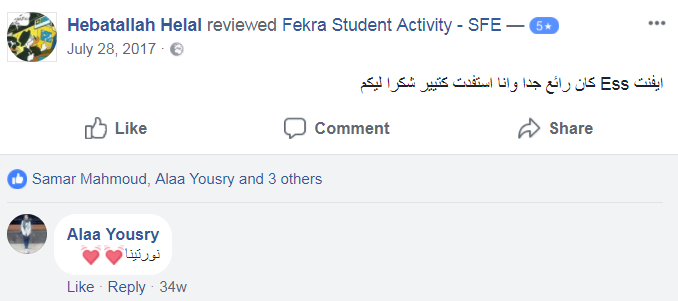 Hebatallah Helal reviewed Fekra Student Activity - SFE — 5★
July 28, 2017 ·
ايفنت Ess كان رائع جدا وانا استفدت كتيير شكرا ليكم
Like Comment Share
Samar Mahmoud, Alaa Yousry and 3 others
Alaa Yousry
نورتينا💓💓
Like · Reply · 34w